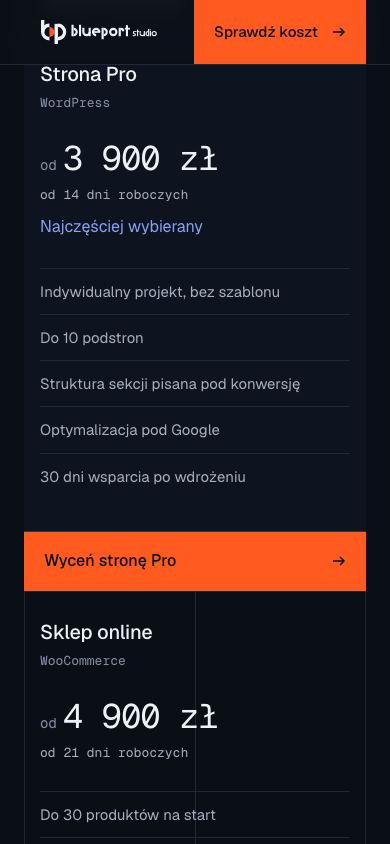 blueport studio
Sprawdź koszt →
Strona Pro
WordPress
od 3 900 zł
od 14 dni roboczych
Najczęściej wybierany
Indywidualny projekt, bez szablonu
Do 10 podstron
Struktura sekcji pisana pod konwersję
Optymalizacja pod Google
30 dni wsparcia po wdrożeniu
Wyceń stronę Pro →
Sklep online
WooCommerce
od 4 900 zł
od 21 dni roboczych
Do 30 produktów na start